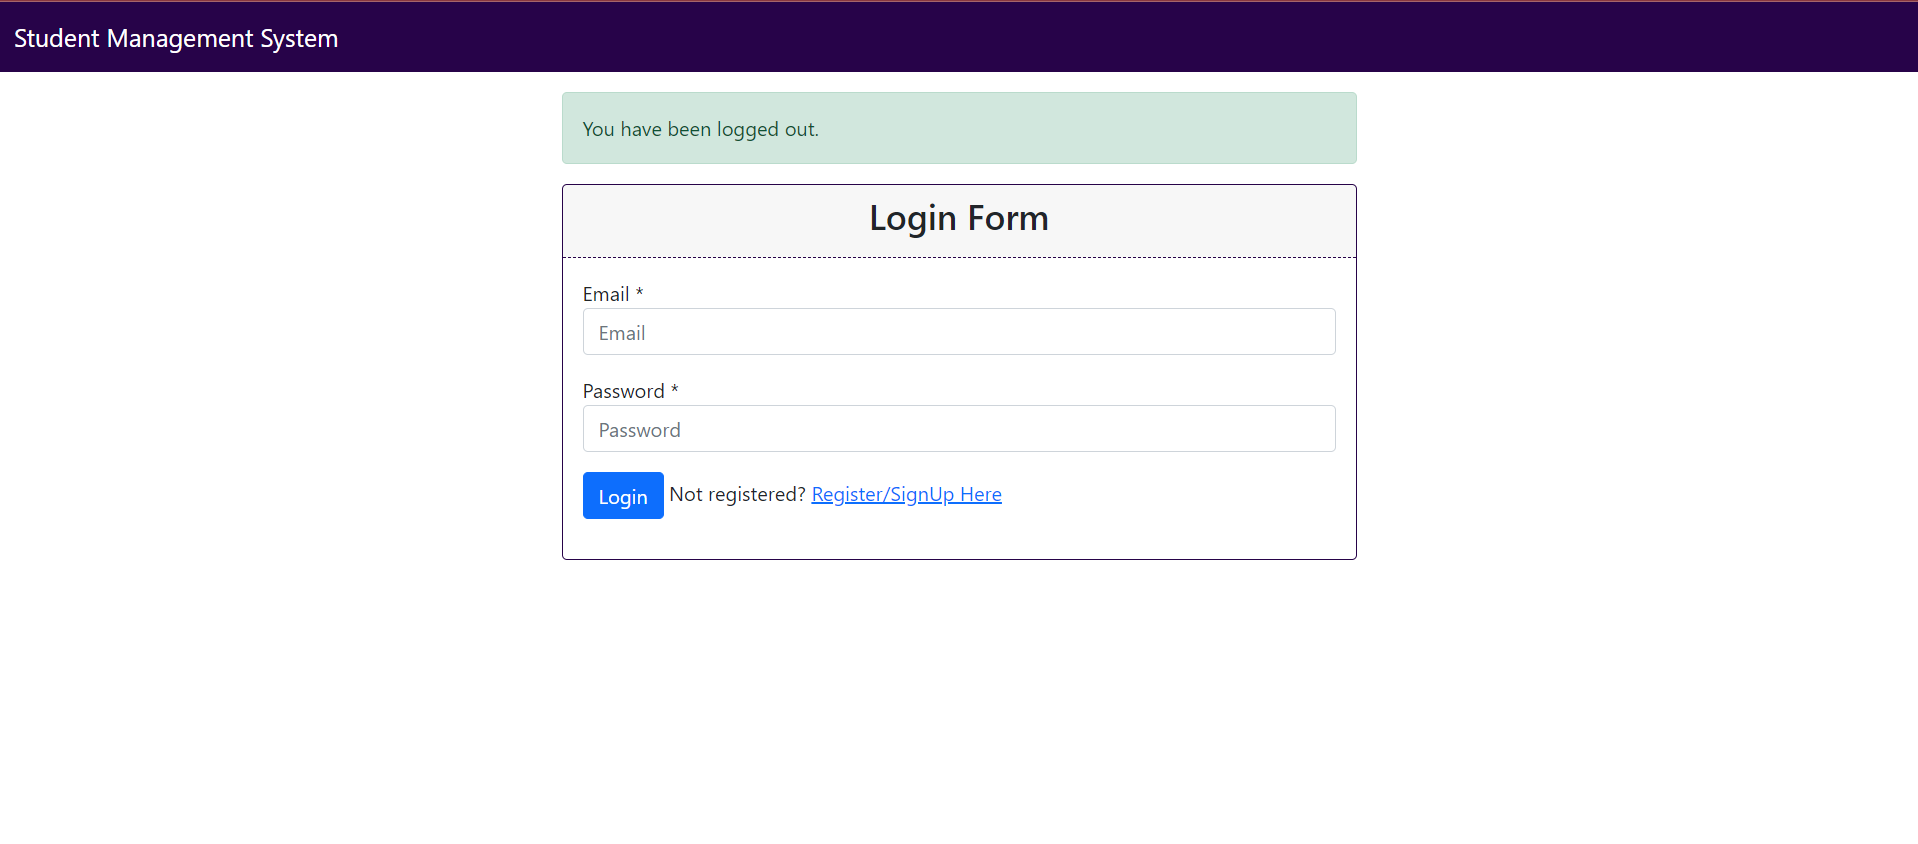 Student Management System
You have been logged out.
Login Form
Email *
Email
Password *
Password
Login Not registered? Register/SignUp Here